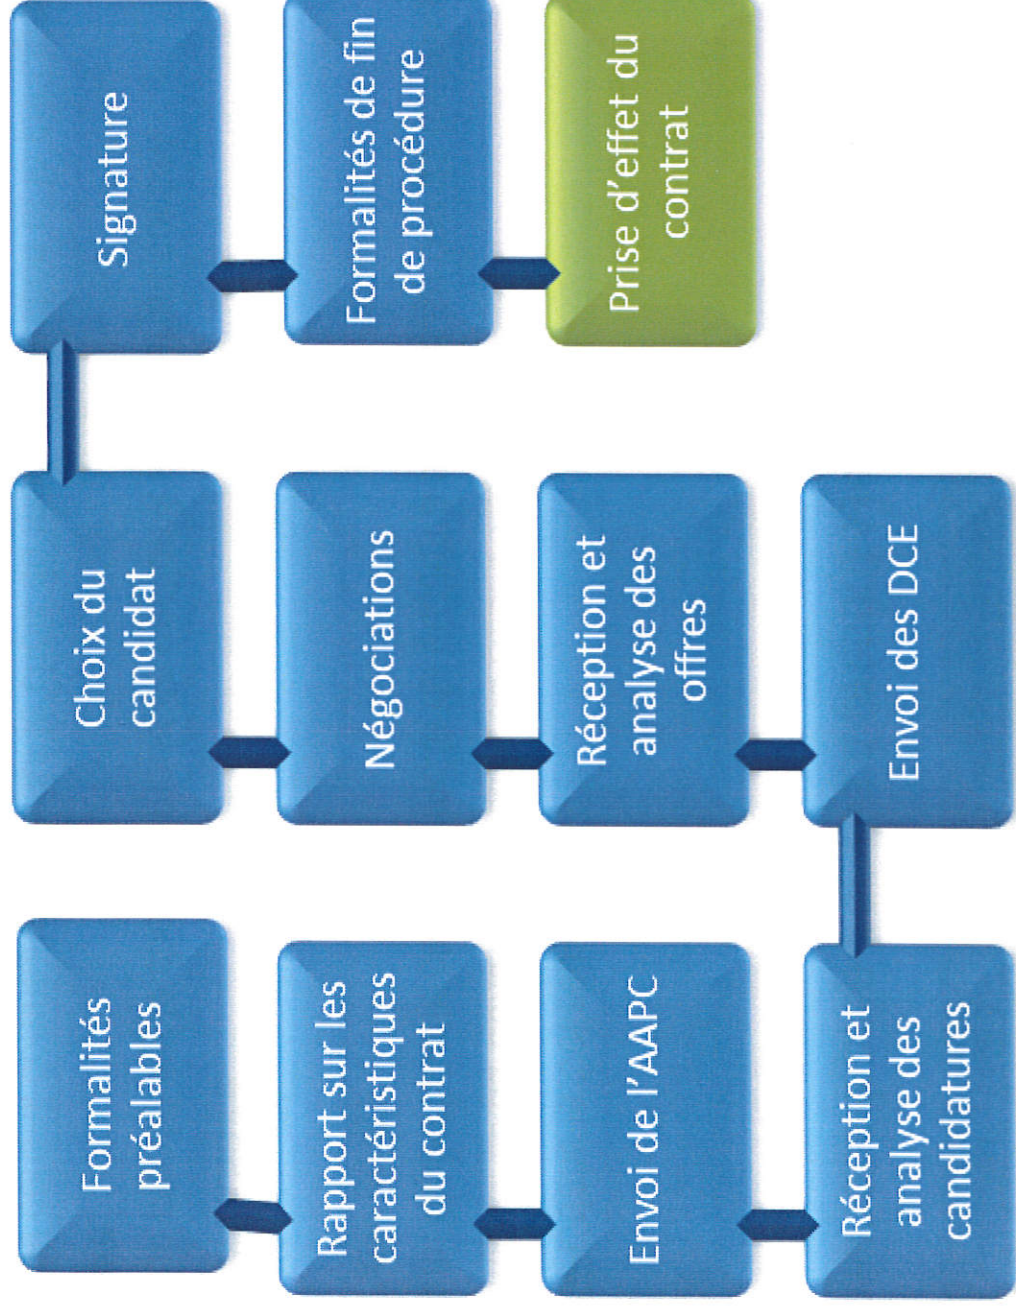 Formalités
préalables
Rapport sur les
caractéristiques
du contrat
Envoi de l'AAPC
Réception et
analyse des
candidatures
Envoi des DCE
Réception et
analyse des
offres
Négociations
Choix du
candidat
Signature
Formalités de fin
de procédure
Prise d'effet du
contrat